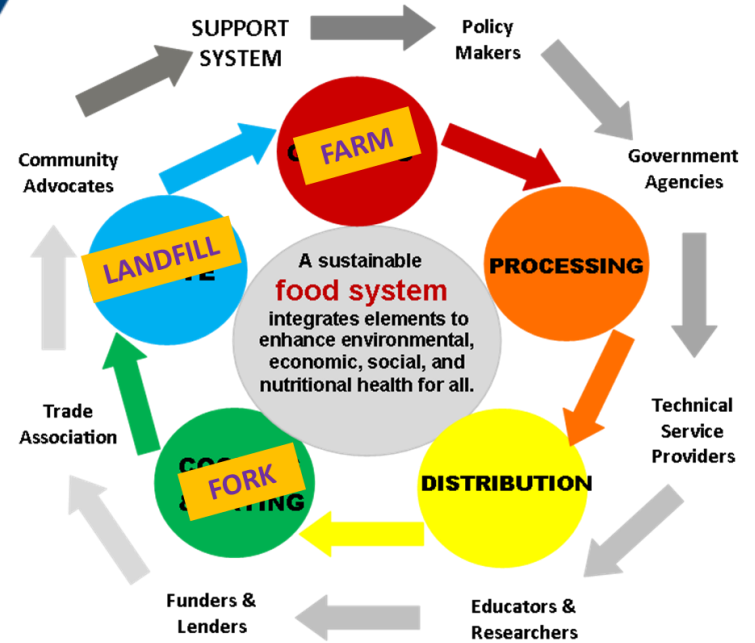 SUPPORT
SYSTEM
Policy
Makers
Government
Agencies
Technical
Service
Providers
Educators &
Researchers
Funders &
Lenders
Trade
Association
Community
Advocates
FARM
PROCESSING
DISTRIBUTION
FORK
LANDFILL
A sustainable
food system
integrates elements to
enhance environmental,
economic, social, and
nutritional health for all.